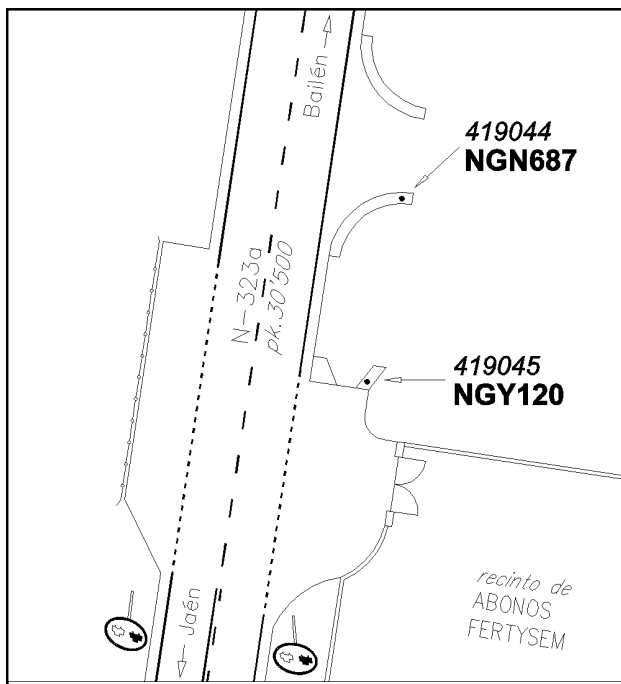 Bailén
419044
NGN687
N-323a
pk.30'500
419045
NGY120
Jaén
recinto de
ABONOS
FERTYSEM